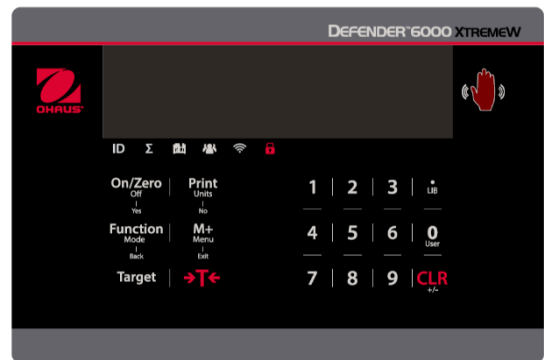 DEFENDER™6000 XTREMEW
OHAUS®
ID Σ
On/Zero Print 1 2 3 .
Off Units LIB
Yes No
Function M+ 4 5 6 0
Mode Menu User
Back Exit
Target →T← 7 8 9 CLR
+/-